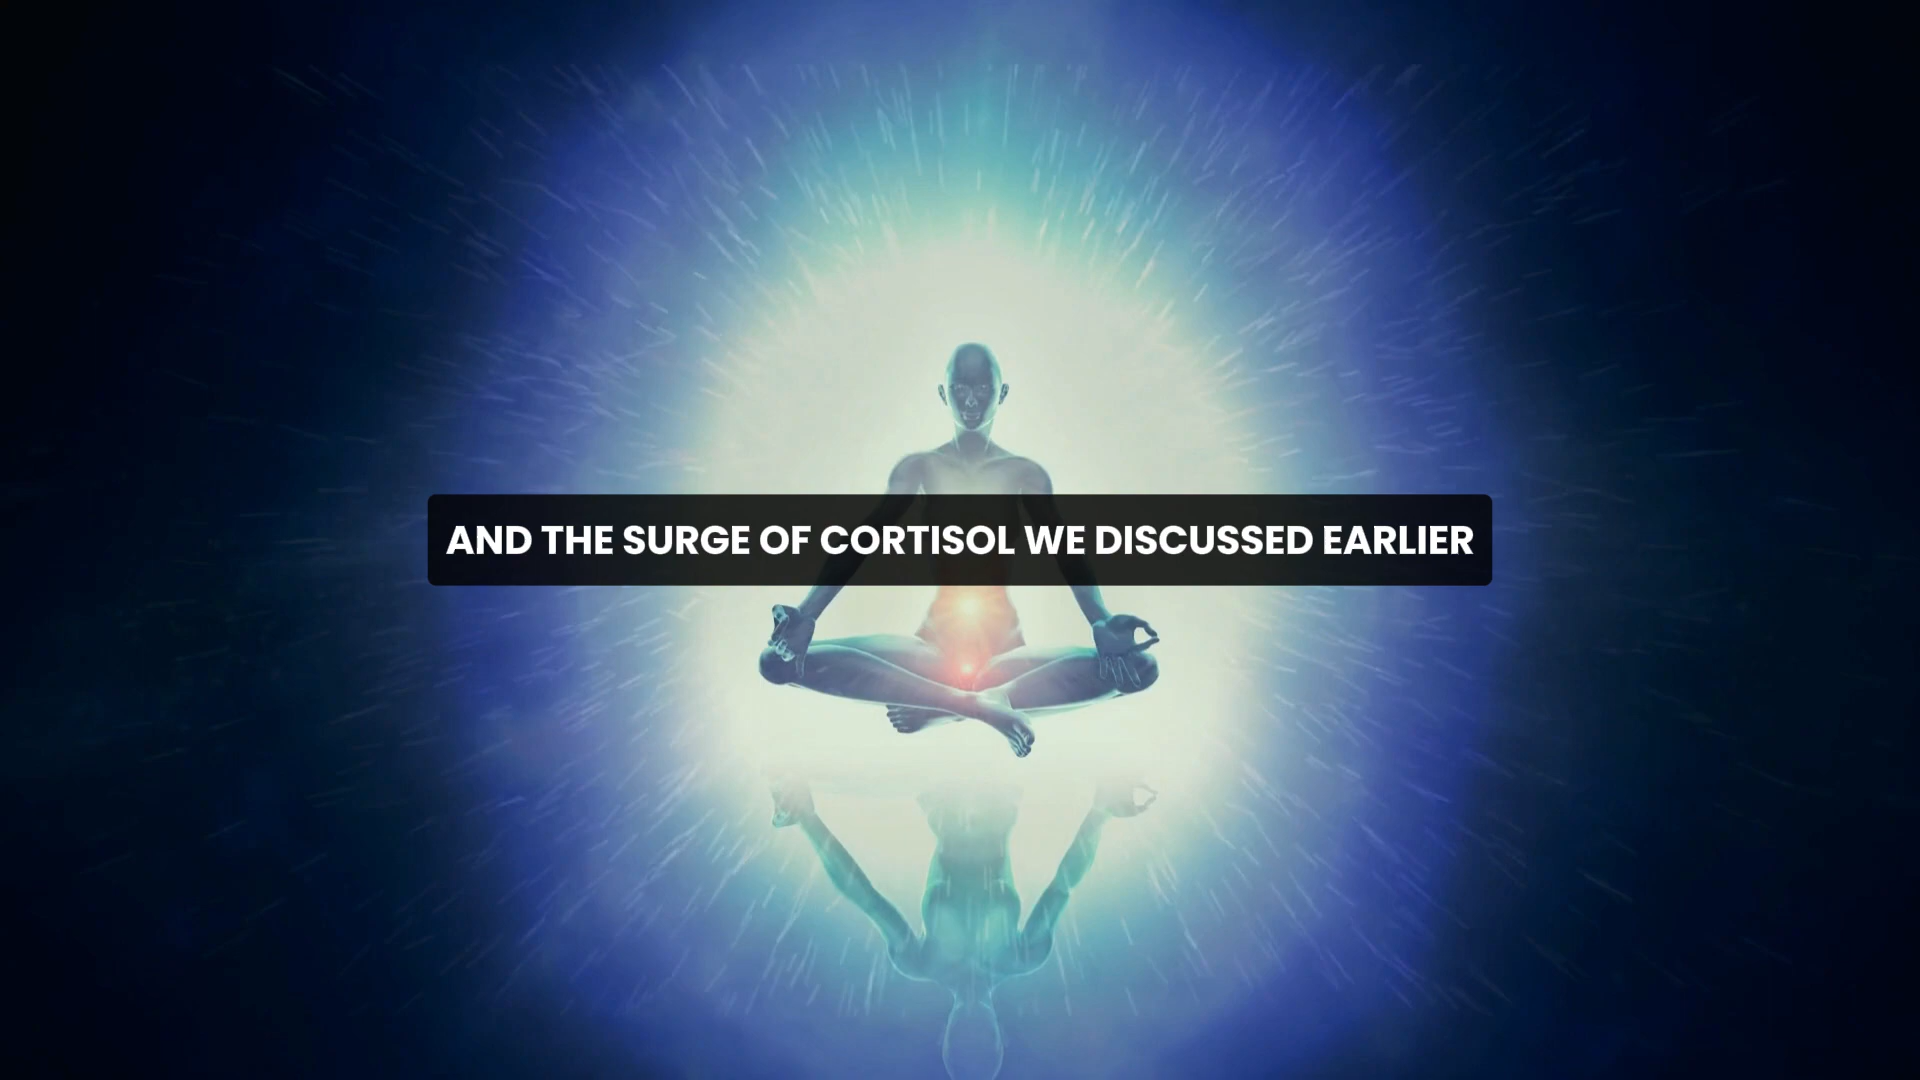 AND THE SURGE OF CORTISOL WE DISCUSSED EARLIER